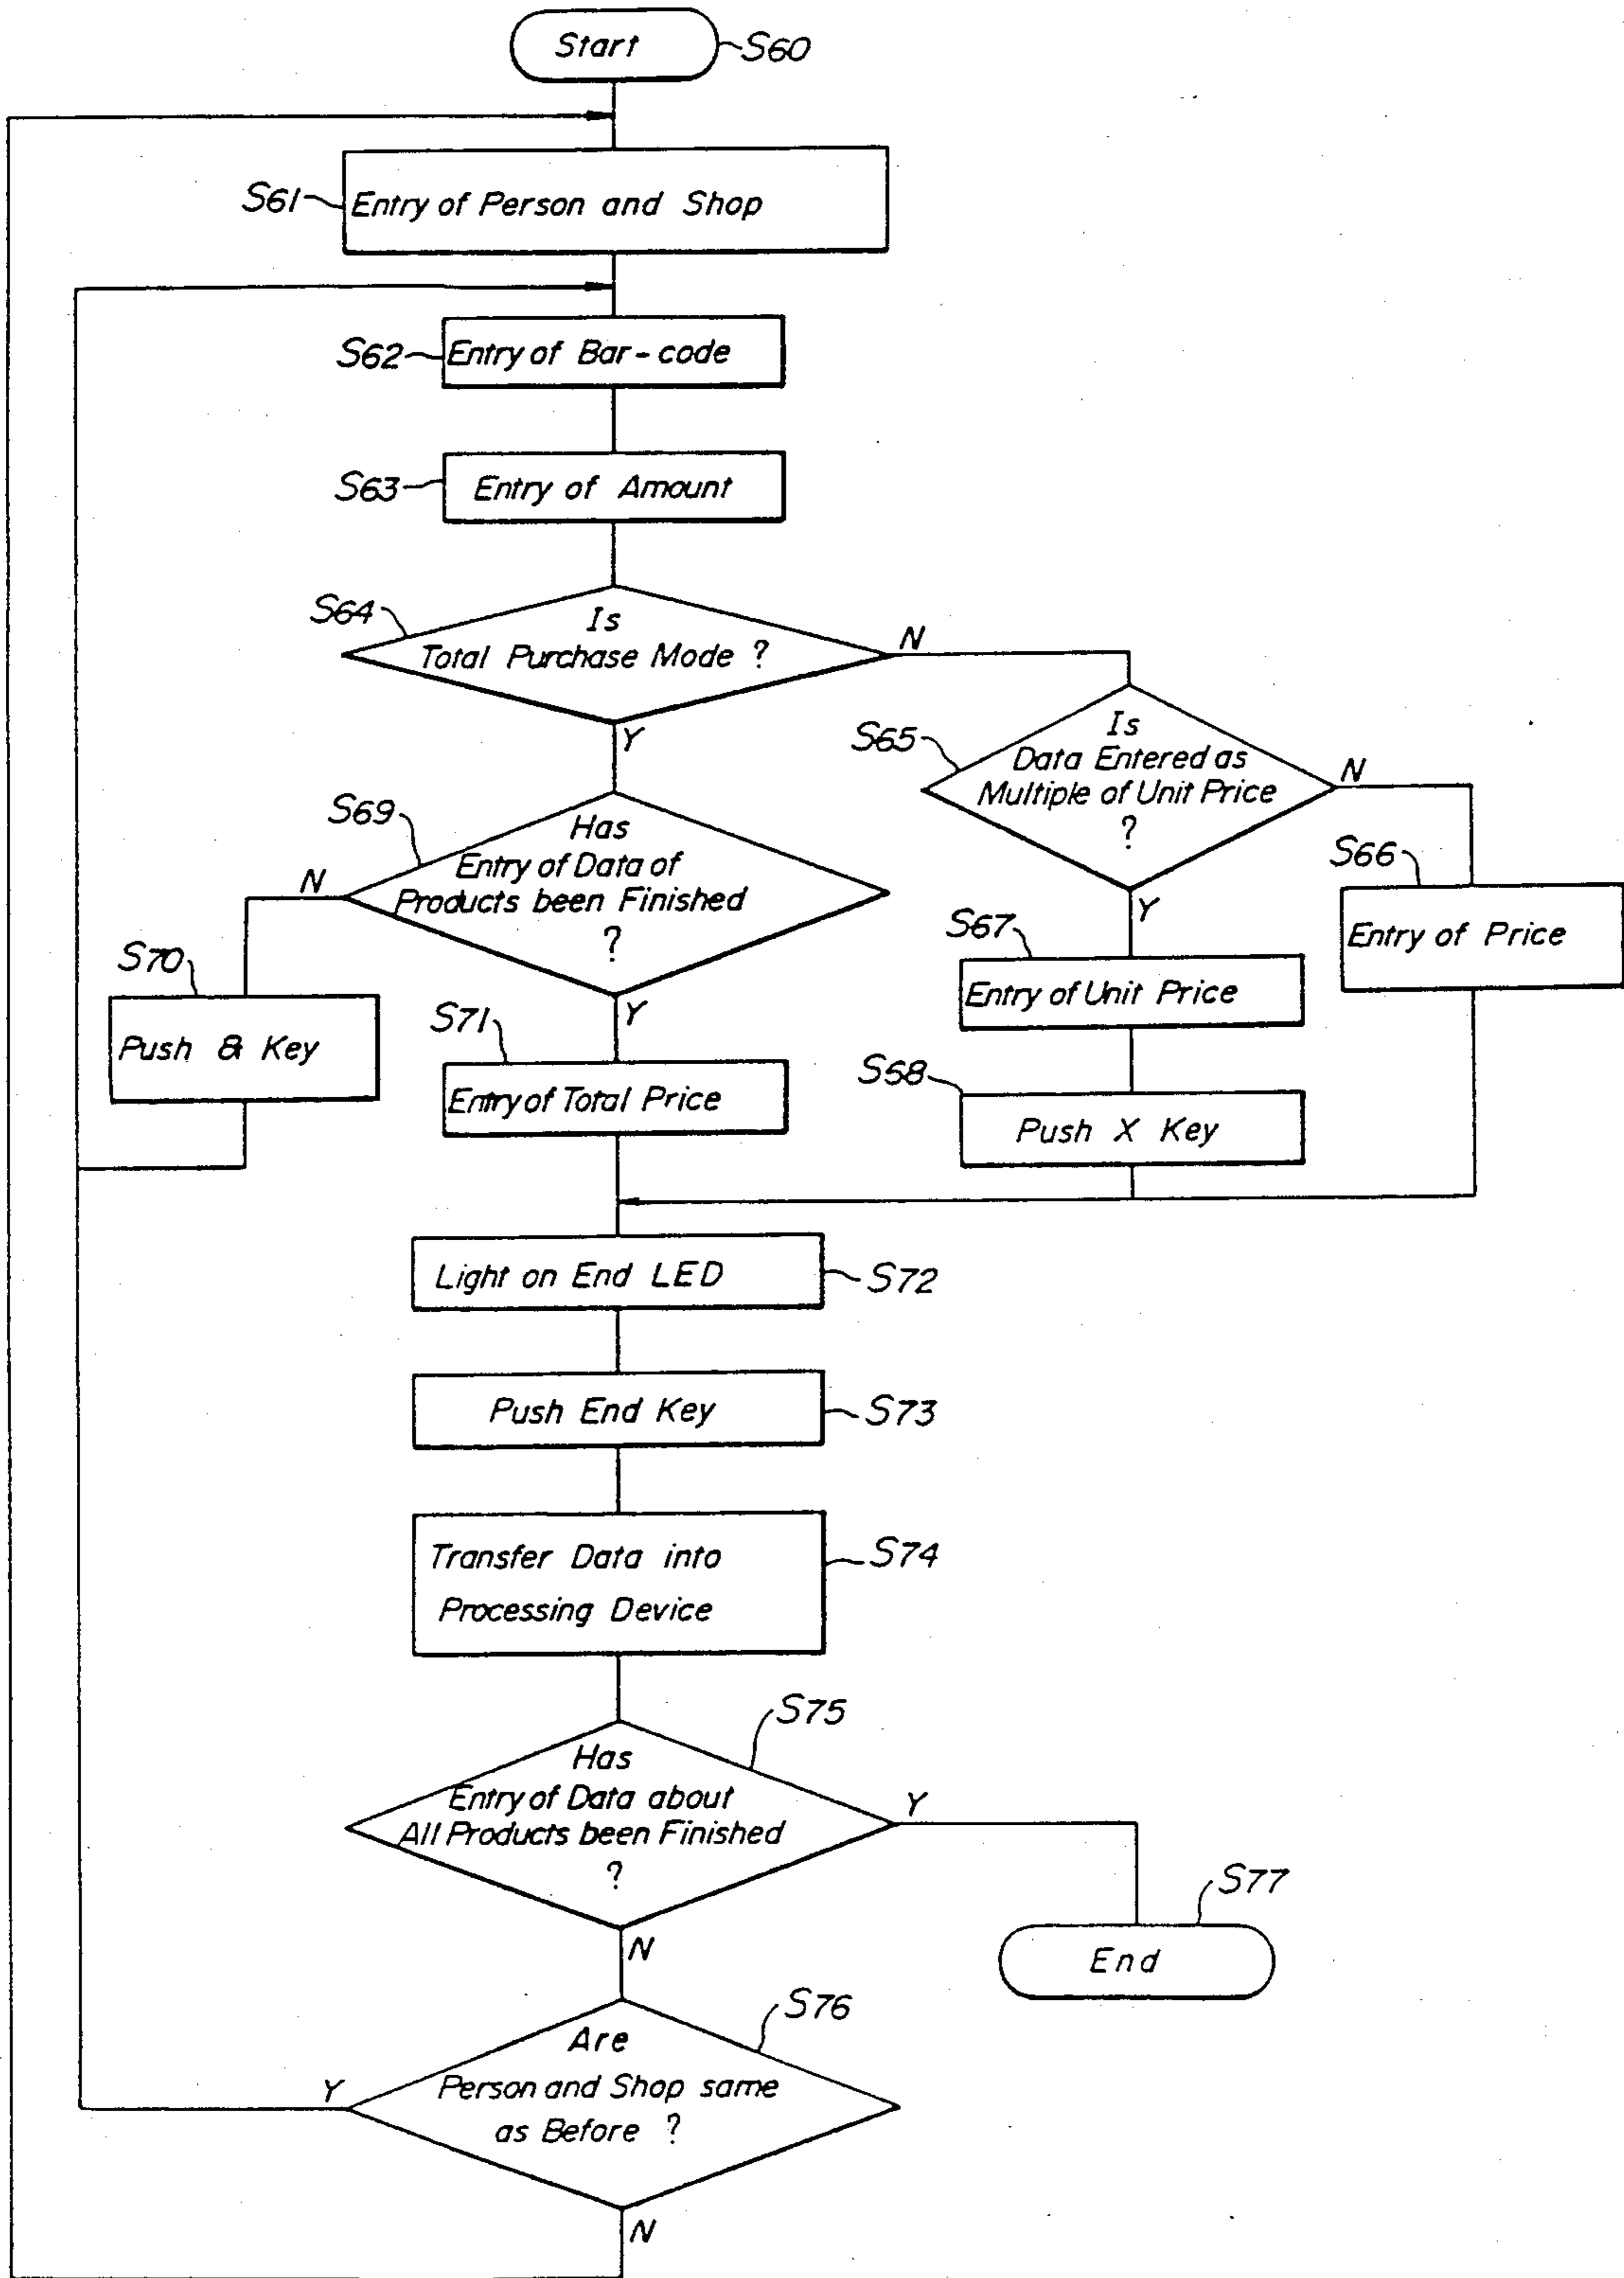 Start
S60
S61
Entry of Person and Shop
S62
Entry of Bar-code
S63
Entry of Amount
S64
Is
Total Purchase Mode ?
N
Y
S65
Is
Data Entered as
Multiple of Unit Price
?
N
Y
S66
Entry of Price
S67
Entry of Unit Price
S68
Push X Key
S69
Has
Entry of Data of
Products been Finished
?
N
Y
S70
Push & Key
S71
Entry of Total Price
Light on End LED
S72
Push End Key
S73
Transfer Data into
Processing Device
S74
S75
Has
Entry of Data about
All Products been Finished
?
Y
N
S77
End
S76
Are
Person and Shop same
as Before ?
Y
N